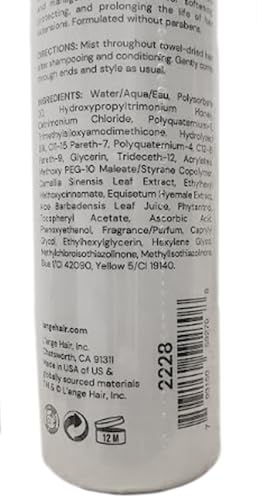 protecting, and prolonging the life of
extensions. Formulated without parabens.
DIRECTIONS: Mist throughout towel-dried
after shampooing and conditioning. Gently comb
through ends and style as usual.
INGREDIENTS: Water/Aqua/Eau, Polysorbate
20, Hydroxypropyltrimonium Honey,
Cetrimonium Chloride, Polyquaternium-
Trimethylsiloxyamodimethicone, Hydrolyzed
Silk, C11-15 Pareth-7, Polyquaternium-4, C12-
Pareth-9, Glycerin, Trideceth-12, Acrylates
Methoxy PEG-10 Maleate/Styrene Copolymer,
Camellia Sinensis Leaf Extract, Ethylhexyl
Methoxycinnamate, Equisetum Hyemale Extract,
Aloe Barbadensis Leaf Juice, Phytantriol,
Tocopheryl Acetate, Ascorbic Acid,
Phenoxyethanol, Fragrance/Parfum, Caprylyl
Glycol, Ethylhexylglycerin, Hexylene Glycol,
Methylchloroisothiazolinone, Methylisothiazolinone,
Blue 1/CI 42090, Yellow 5/CI 19140.
langehair.com
L'ange Hair, Inc.
Chatsworth, CA 91311
Made in USA of US &
globally sourced materials
TM & © L'ange Hair, Inc.
12 M
2228